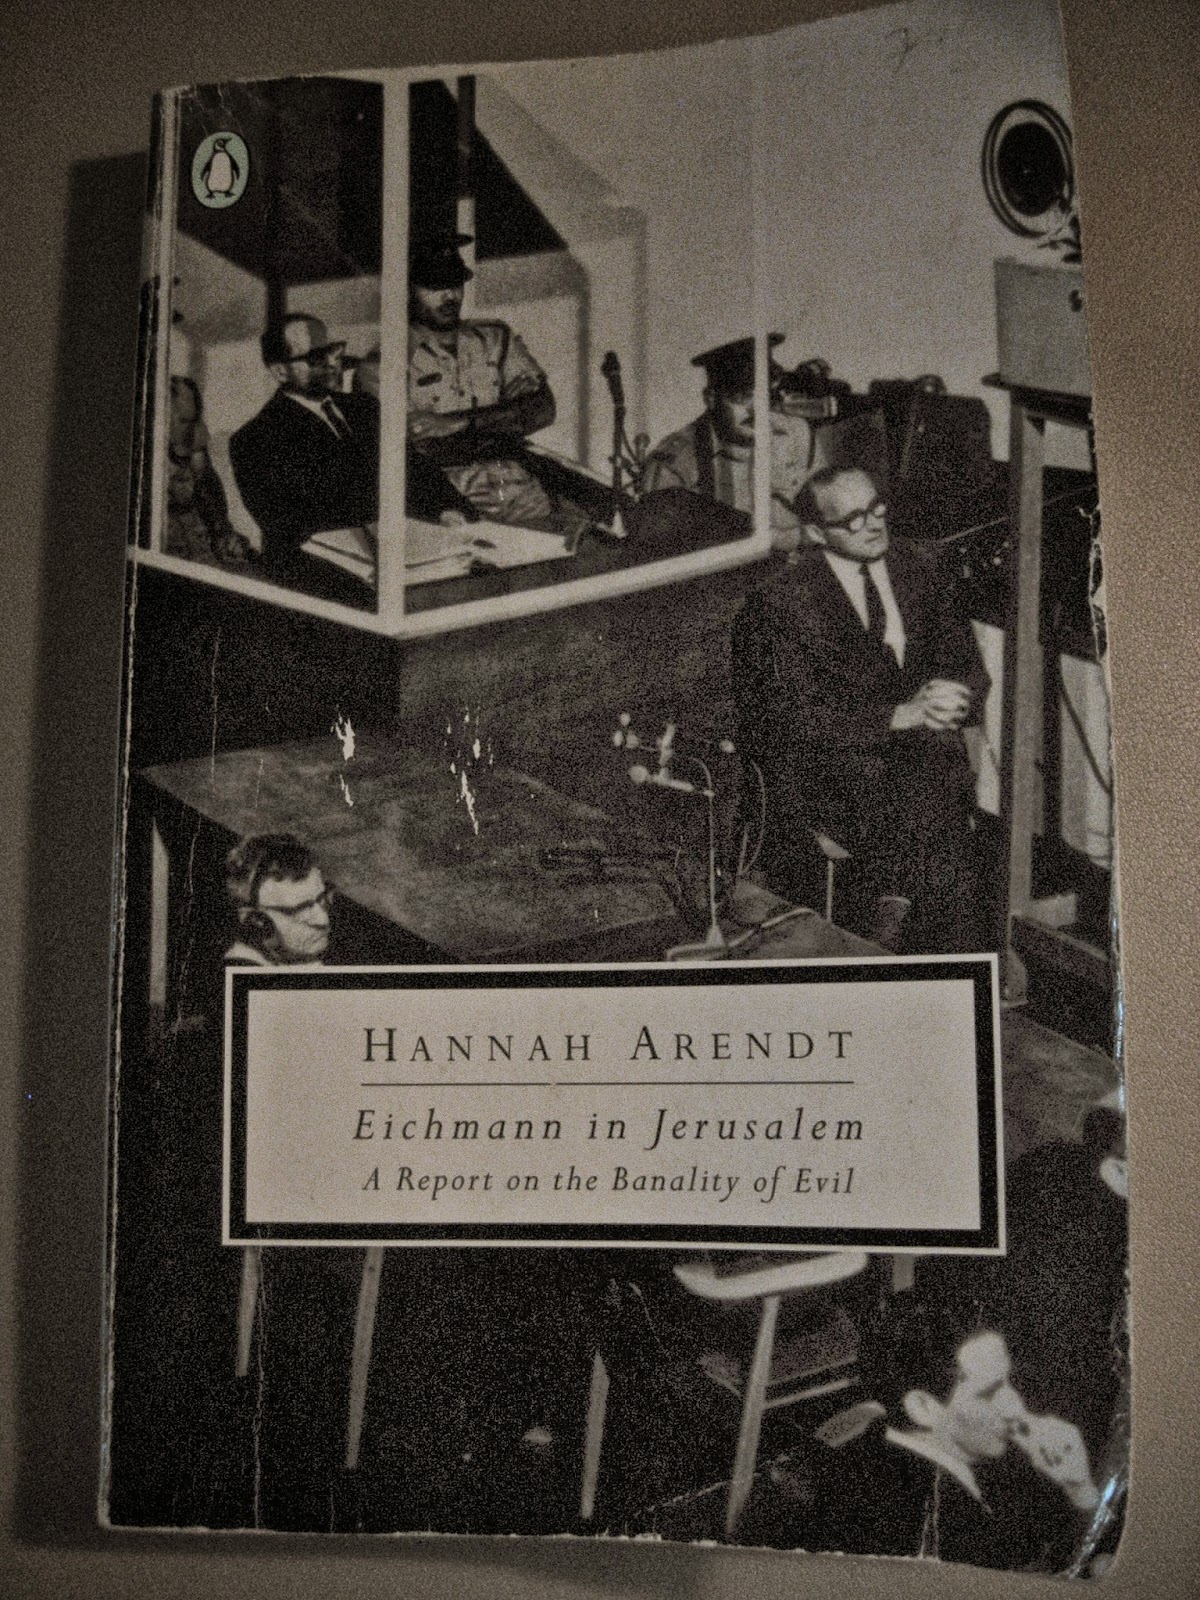 HANNAH ARENDT
Eichmann in Jerusalem
A Report on the Banality of Evil